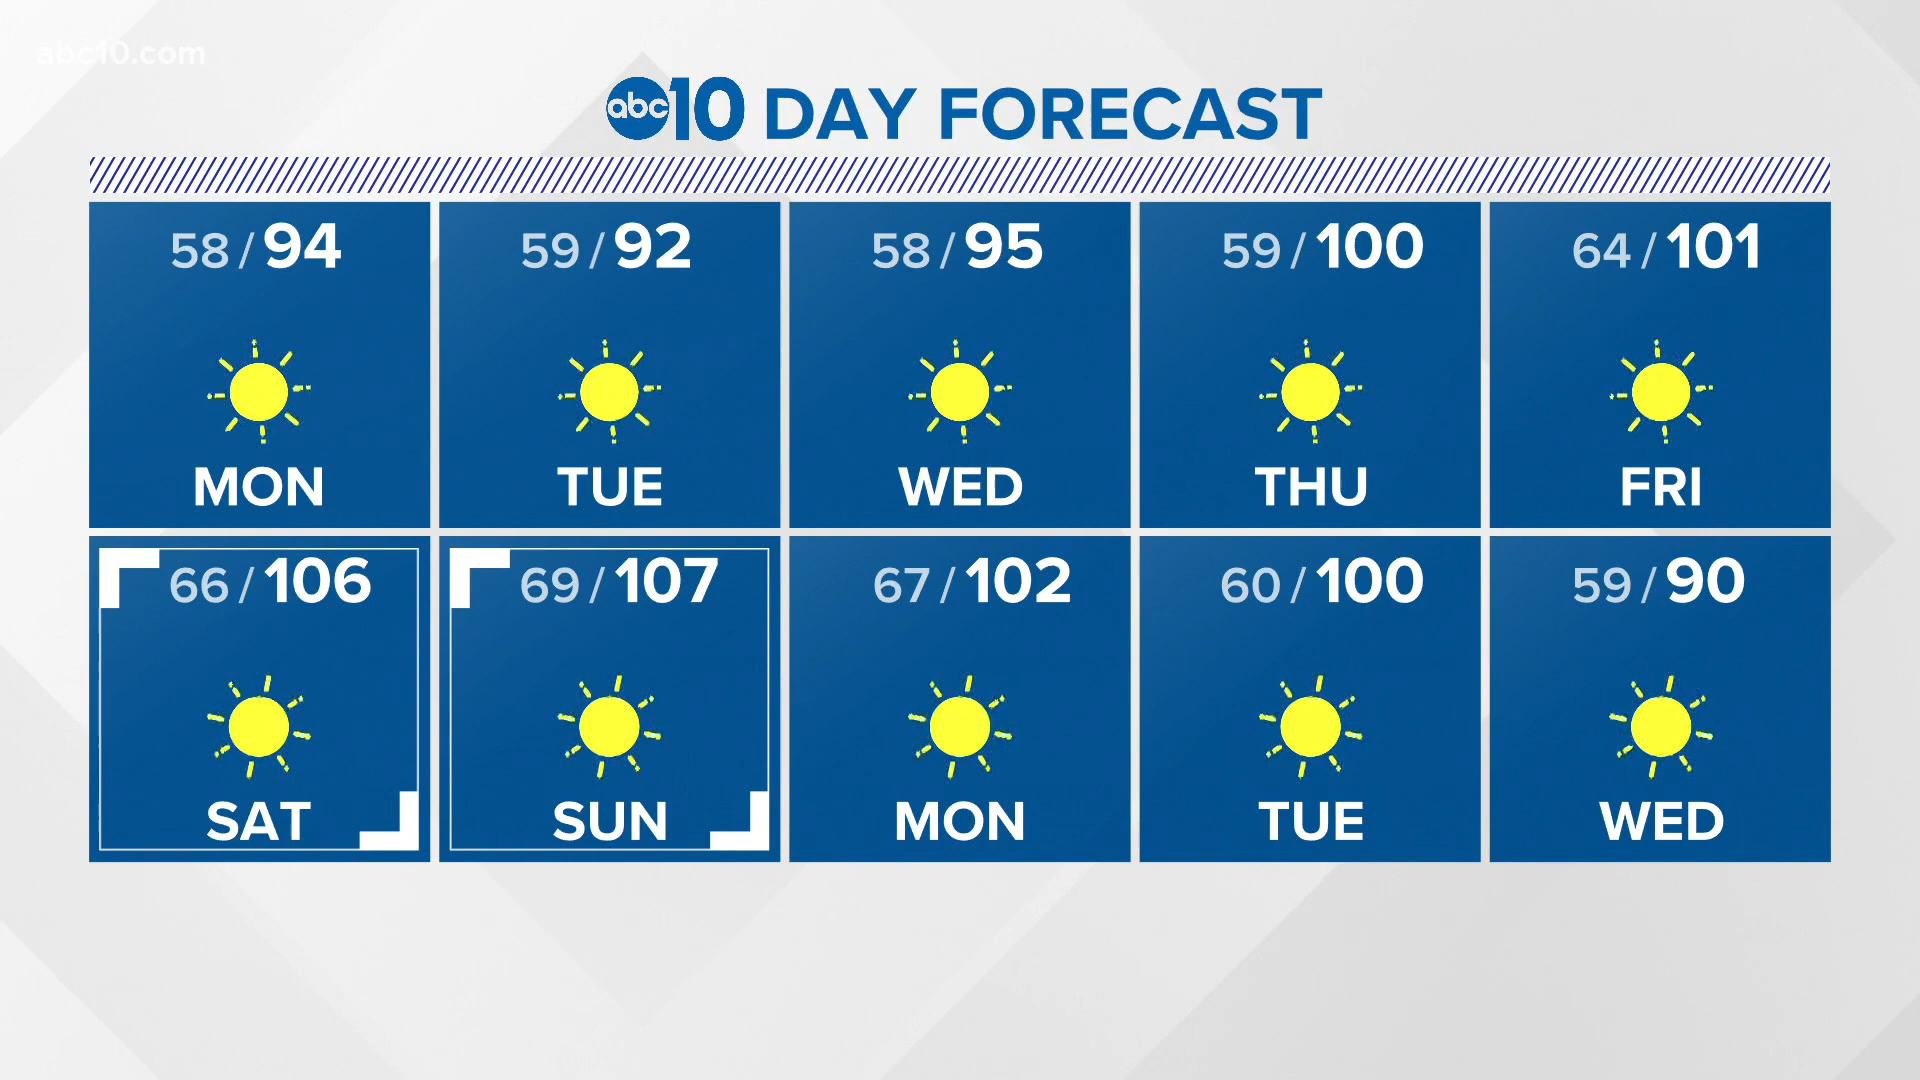 abc10.com
abc10 DAY FORECAST
58/94 59/92 58/95 59/100 64/101
MON TUE WED THU FRI
66/106 69/107 67/102 60/100 59/90
SAT SUN MON TUE WED